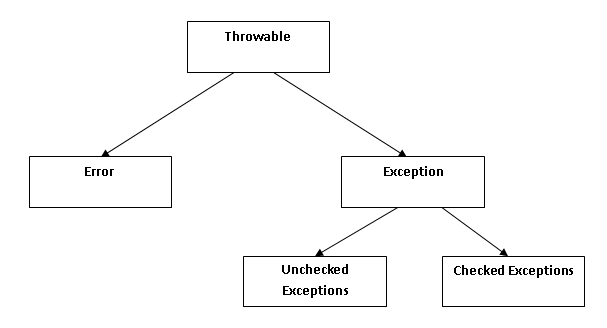 Throwable
Error
Exception
Unchecked
Exceptions
Checked Exceptions